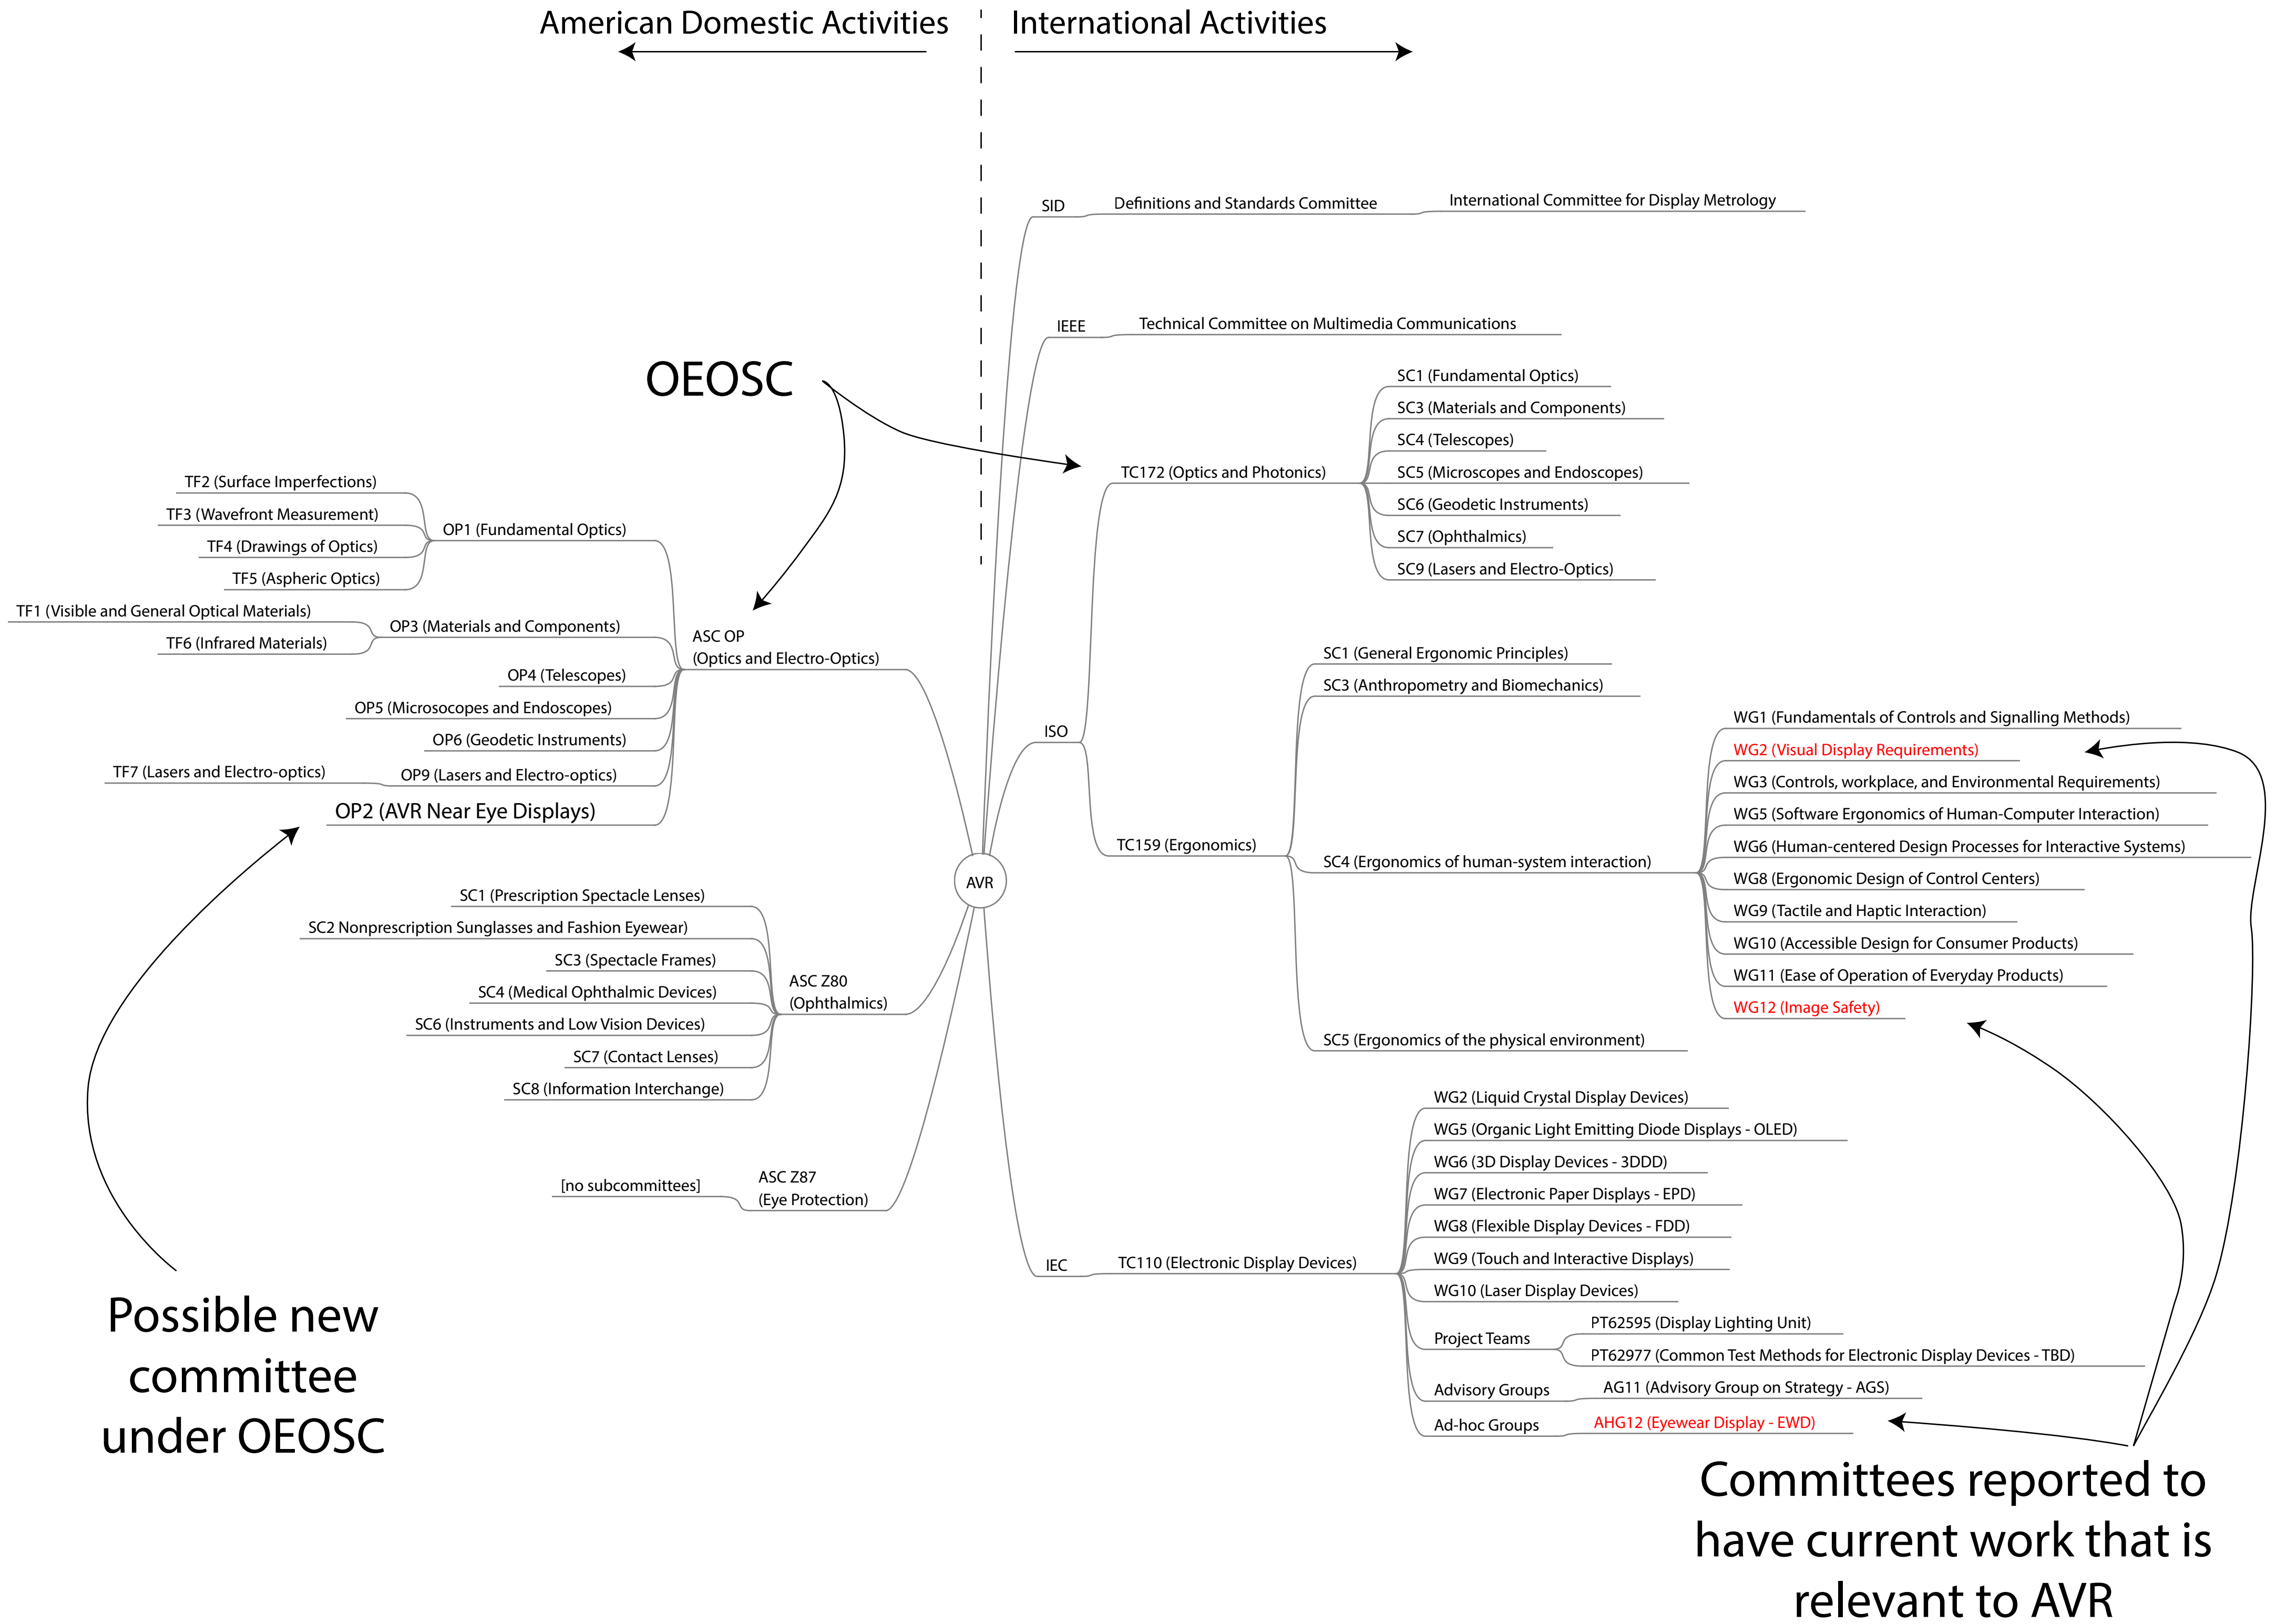 American Domestic Activities
International Activities
SID
Definitions and Standards Committee
International Committee for Display Metrology
IEEE
Technical Committee on Multimedia Communications
OEOSC
SC1 (Fundamental Optics)
SC3 (Materials and Components)
SC4 (Telescopes)
TC172 (Optics and Photonics)
SC5 (Microscopes and Endoscopes)
SC6 (Geodetic Instruments)
SC7 (Ophthalmics)
SC9 (Lasers and Electro-Optics)
TF2 (Surface Imperfections)
TF3 (Wavefront Measurement)
OP1 (Fundamental Optics)
TF4 (Drawings of Optics)
TF5 (Aspheric Optics)
TF1 (Visible and General Optical Materials)
OP3 (Materials and Components)
TF6 (Infrared Materials)
ASC OP
(Optics and Electro-Optics)
OP4 (Telescopes)
OP5 (Microsocopes and Endoscopes)
OP6 (Geodetic Instruments)
TF7 (Lasers and Electro-optics)
OP9 (Lasers and Electro-optics)
OP2 (AVR Near Eye Displays)
ISO
SC1 (General Ergonomic Principles)
SC3 (Anthropometry and Biomechanics)
TC159 (Ergonomics)
SC4 (Ergonomics of human-system interaction)
WG1 (Fundamentals of Controls and Signalling Methods)
WG2 (Visual Display Requirements)
WG3 (Controls, workplace, and Environmental Requirements)
WG5 (Software Ergonomics of Human-Computer Interaction)
WG6 (Human-centered Design Processes for Interactive Systems)
WG8 (Ergonomic Design of Control Centers)
WG9 (Tactile and Haptic Interaction)
WG10 (Accessible Design for Consumer Products)
WG11 (Ease of Operation of Everyday Products)
WG12 (Image Safety)
SC5 (Ergonomics of the physical environment)
AVR
SC1 (Prescription Spectacle Lenses)
SC2 Nonprescription Sunglasses and Fashion Eyewear)
SC3 (Spectacle Frames)
ASC Z80
(Ophthalmics)
SC4 (Medical Ophthalmic Devices)
SC6 (Instruments and Low Vision Devices)
SC7 (Contact Lenses)
SC8 (Information Interchange)
[no subcommittees]
ASC Z87
(Eye Protection)
IEC
TC110 (Electronic Display Devices)
WG2 (Liquid Crystal Display Devices)
WG5 (Organic Light Emitting Diode Displays - OLED)
WG6 (3D Display Devices - 3DDD)
WG7 (Electronic Paper Displays - EPD)
WG8 (Flexible Display Devices - FDD)
WG9 (Touch and Interactive Displays)
WG10 (Laser Display Devices)
Project Teams
PT62595 (Display Lighting Unit)
PT62977 (Common Test Methods for Electronic Display Devices - TBD)
Advisory Groups
AG11 (Advisory Group on Strategy - AGS)
Ad-hoc Groups
AHG12 (Eyewear Display - EWD)
Possible new
committee
under OEOSC
Committees reported to
have current work that is
relevant to AVR